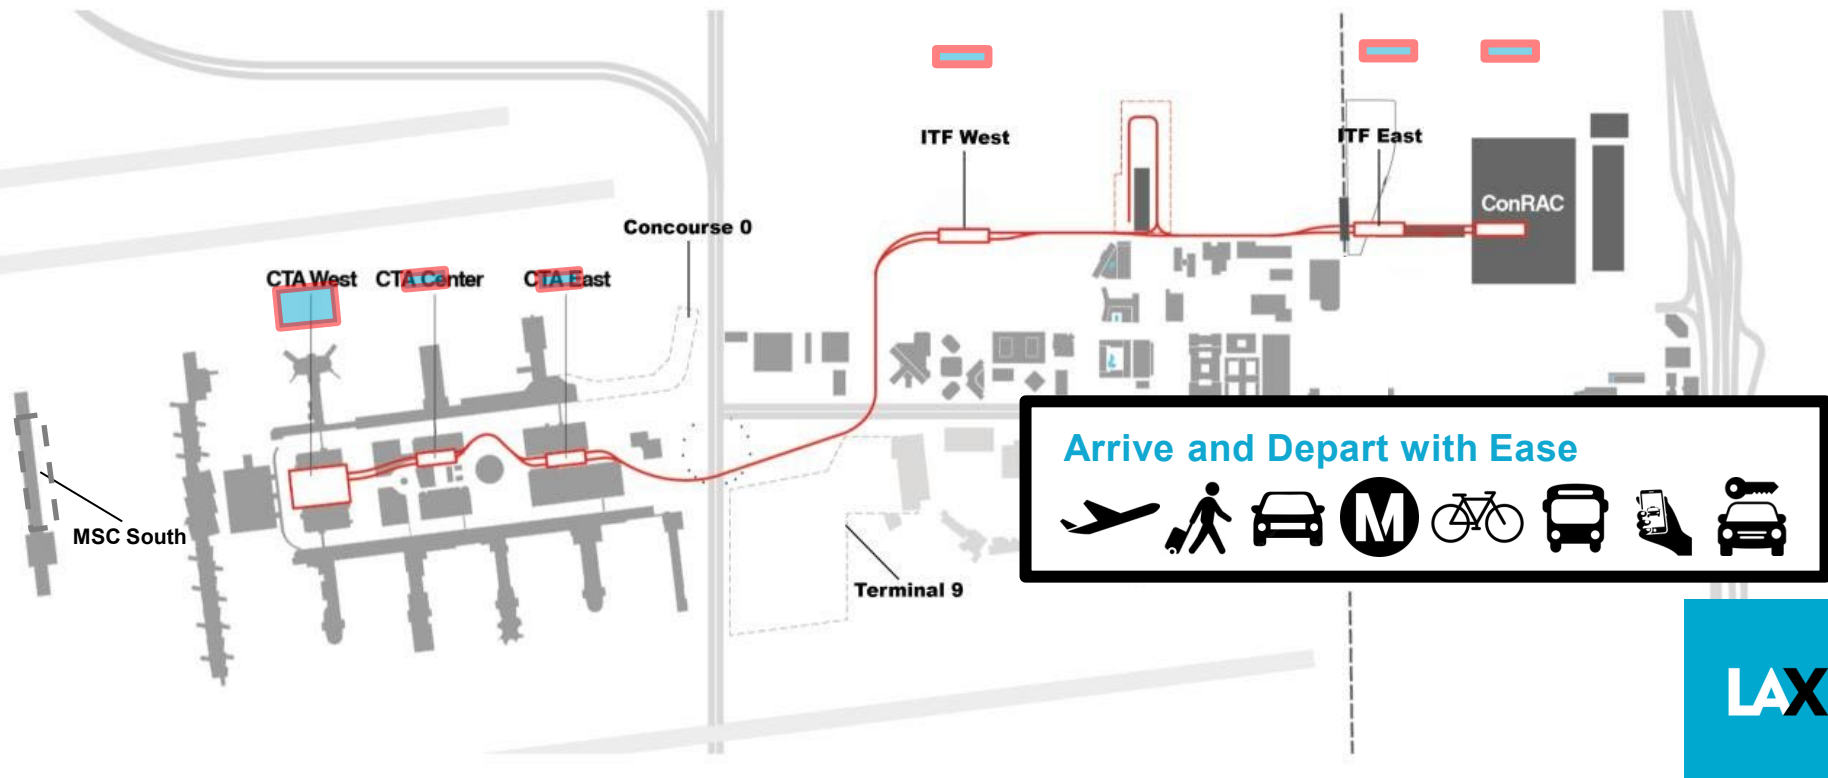 ITF West
ITF East
ConRAC
Concourse 0
CTA West
CTA Center
CTA East
MSC South
Terminal 9
Arrive and Depart with Ease
M
LAX